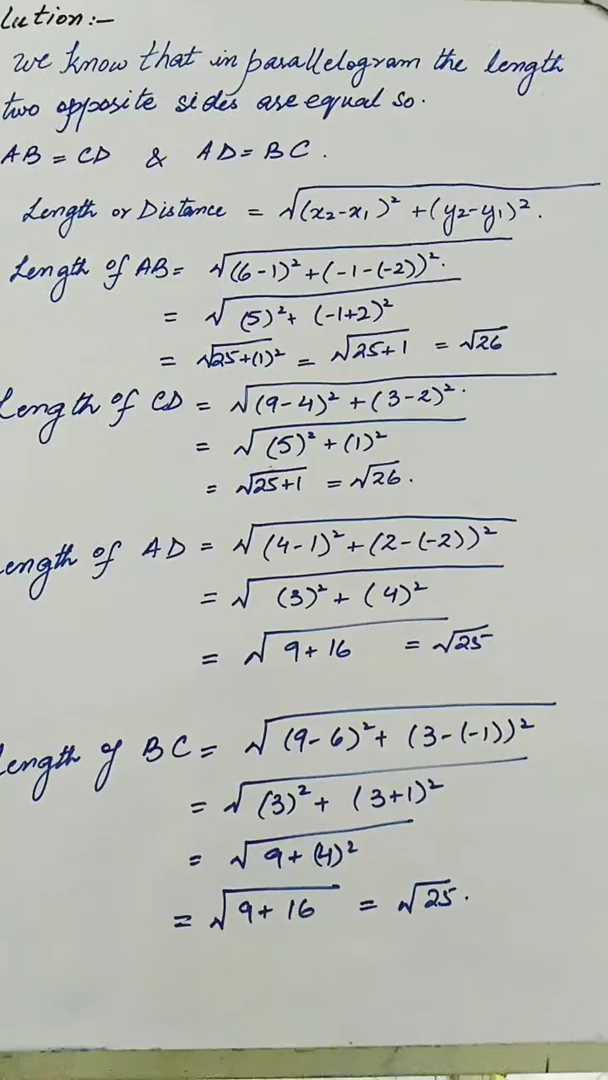 lution:-
we know that in parallelogram the length
two opposite sides are equal so.
AB = CD & AD = BC.
Length or Distance = √(x₂-x₁)² + (y₂-y₁)².
Length of AB = √(6-1)² + (-1-(-2))².
= √(5)² + (-1+2)²
= √25+(1)² = √25+1 = √26
Length of CD = √(9-4)² + (3-2)².
= √(5)² + (1)²
= √25+1 = √26.
ength of AD = √(4-1)² + (2-(-2))²
= √(3)² + (4)²
= √9+16 = √25
ength of BC = √(9-6)² + (3-(-1))²
= √(3)² + (3+1)²
= √9+(4)²
= √9+16 = √25.